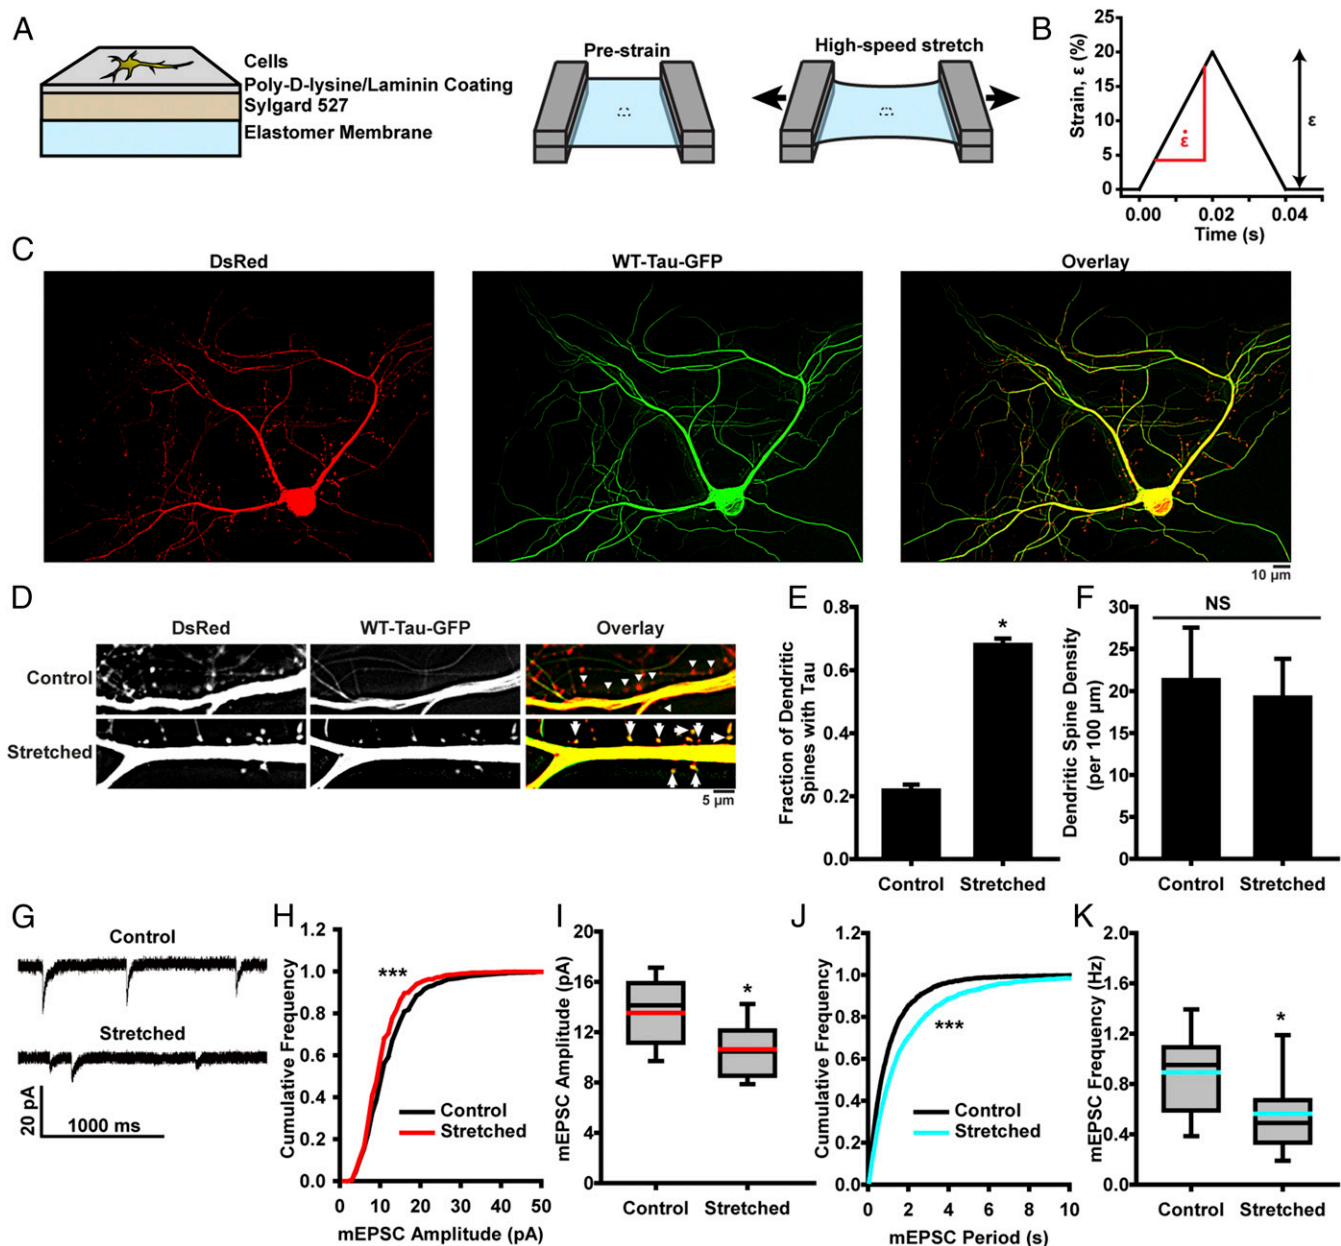 A
Cells
Poly-D-lysine/Laminin Coating
Sylgard 527
Elastomer Membrane
Pre-strain
High-speed stretch
B
Strain, ε (%)
25
20
15
10
5
0
ε̇
ε
0.00
0.02
0.04
Time (s)
C
DsRed
WT-Tau-GFP
Overlay
10 µm
D
DsRed
WT-Tau-GFP
Overlay
Control
Stretched
5 µm
E
Fraction of Dendritic
Spines with Tau
0.8
0.6
0.4
0.2
0.0
*
Control
Stretched
F
Dendritic Spine Density
(per 100 µm)
30
25
20
15
10
5
0
NS
Control
Stretched
G
Control
Stretched
20 pA
1000 ms
H
Cumulative Frequency
1.2
1.0
0.8
0.6
0.4
0.2
0.0
***
Control
Stretched
0
10
20
30
40
50
mEPSC Amplitude (pA)
I
mEPSC Amplitude (pA)
20
16
12
8
4
0
*
Control
Stretched
J
Cumulative Frequency
1.2
1.0
0.8
0.6
0.4
0.2
0.0
***
Control
Stretched
0
2
4
6
8
10
mEPSC Period (s)
K
mEPSC Frequency (Hz)
2.0
1.6
1.2
0.8
0.4
0.0
*
Control
Stretched